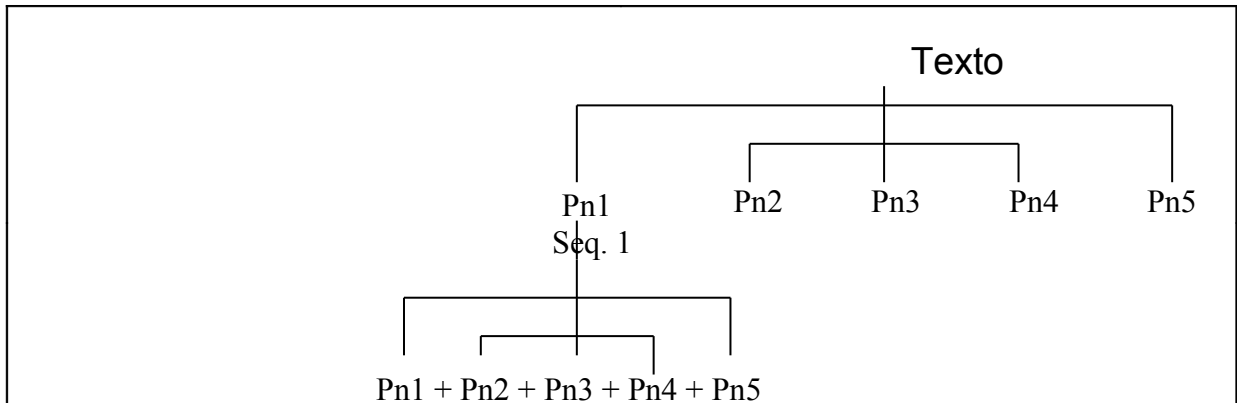 Texto
Pn1 Pn2 Pn3 Pn4 Pn5
Seq. 1
Pn1 + Pn2 + Pn3 + Pn4 + Pn5